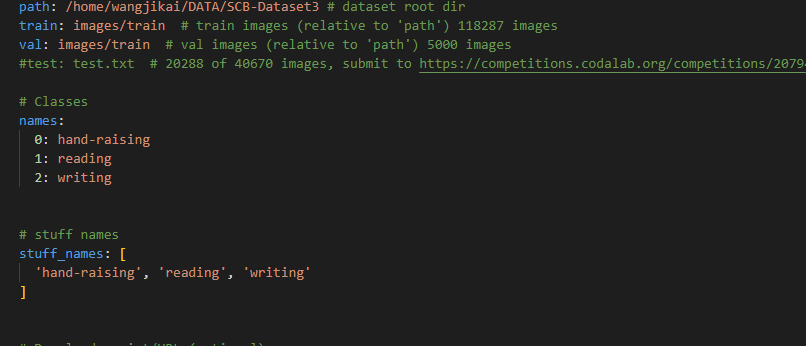 path: /home/wangjikai/DATA/SCB-Dataset3 # dataset root dir
train: images/train  # train images (relative to 'path') 118287 images
val: images/train  # val images (relative to 'path') 5000 images
#test: test.txt  # 20288 of 40670 images, submit to https://competitions.codalab.org/competitions/2079
# Classes
names:
0: hand-raising
1: reading
2: writing
# stuff names
stuff_names: [
'hand-raising', 'reading', 'writing'
]